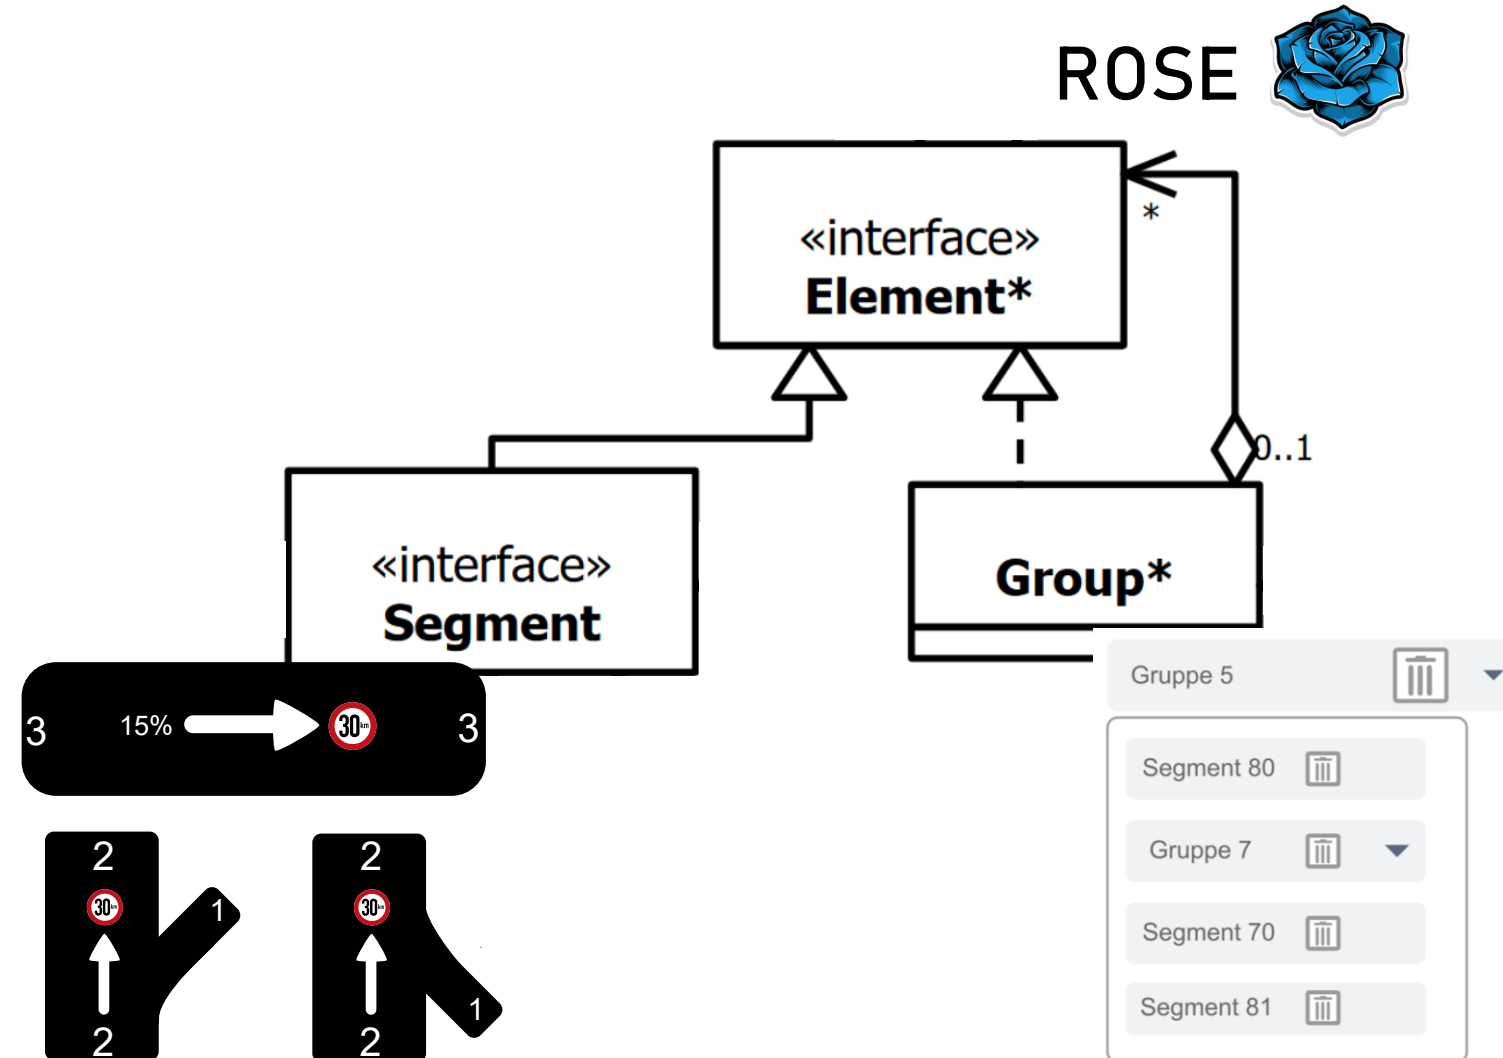 ROSE
*
«interface»
Element*
0..1
«interface»
Segment
Group*
3
15%
30 km
3
Gruppe 5
Segment 80
Gruppe 7
Segment 70
Segment 81
2
30
1
2
2
30
1
2